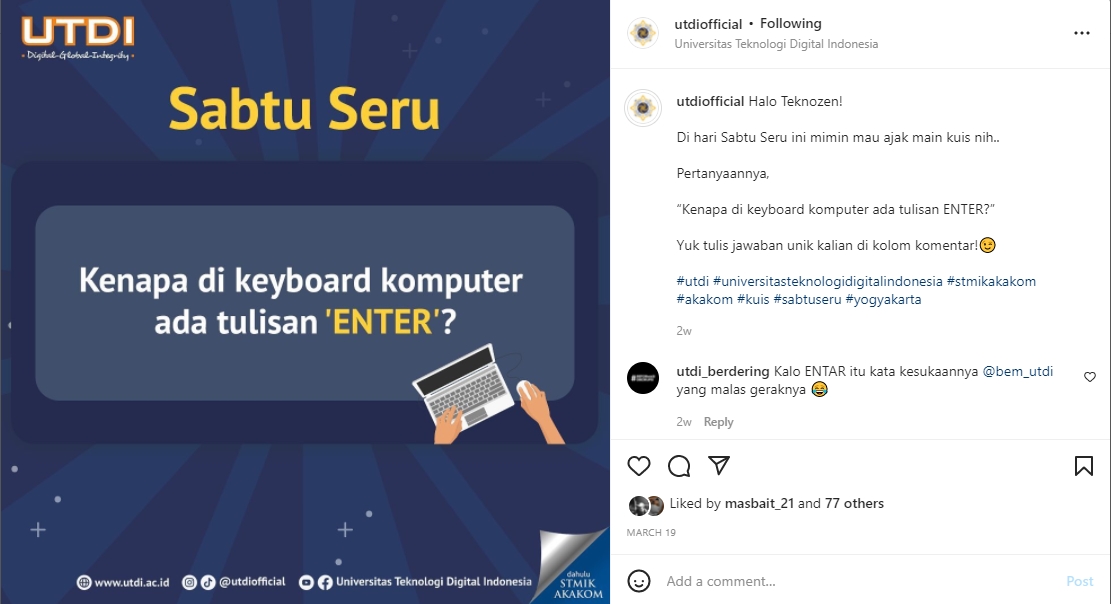 UTDI
Digital-Global-Integrity
Sabtu Seru
Kenapa di keyboard komputer
ada tulisan 'ENTER'?
www.utdi.ac.id
@utdiofficial
Universitas Teknologi Digital Indonesia
dahulu
STMIK
AKAKOM
utdiofficial • Following
Universitas Teknologi Digital Indonesia
utdiofficial Halo Teknozen!
Di hari Sabtu Seru ini mimin mau ajak main kuis nih..
Pertanyaannya,
“Kenapa di keyboard komputer ada tulisan ENTER?”
Yuk tulis jawaban unik kalian di kolom komentar!😉
#utdi #universitasteknologidigitalindonesia #stmikakakom
#akakom #kuis #sabtuseru #yogyakarta
2w
utdi_berdering Kalo ENTAR itu kata kesukaannya @bem_utdi
yang malas geraknya 😂
2w Reply
Liked by masbait_21 and 77 others
MARCH 19
Add a comment...
Post